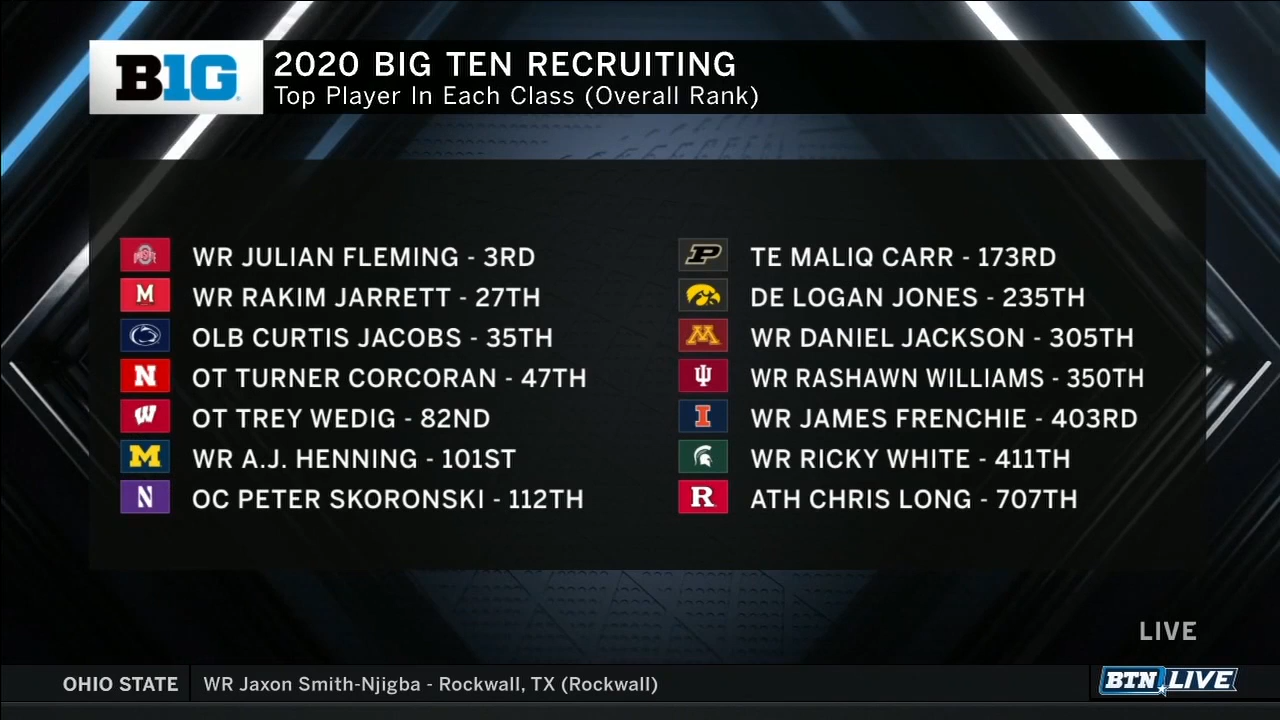 B1G
2020 BIG TEN RECRUITING
Top Player In Each Class (Overall Rank)
WR JULIAN FLEMING - 3RD
M WR RAKIM JARRETT - 27TH
OLB CURTIS JACOBS - 35TH
N OT TURNER CORCORAN - 47TH
W OT TREY WEDIG - 82ND
M WR A.J. HENNING - 101ST
N OC PETER SKORONSKI - 112TH
P TE MALIQ CARR - 173RD
DE LOGAN JONES - 235TH
M WR DANIEL JACKSON - 305TH
IU WR RASHAWN WILLIAMS - 350TH
I WR JAMES FRENCHIE - 403RD
WR RICKY WHITE - 411TH
R ATH CHRIS LONG - 707TH
LIVE
OHIO STATE WR Jaxon Smith-Njigba - Rockwall, TX (Rockwall) BTN LIVE